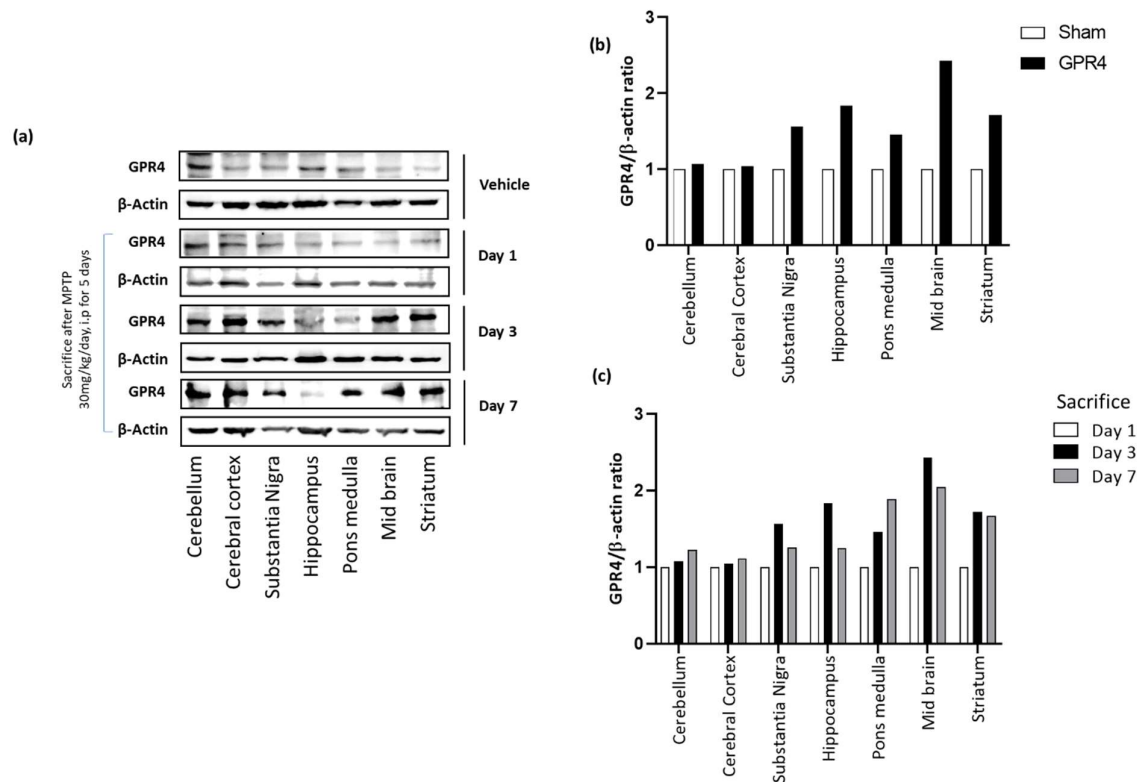 (a)
GPR4
β-Actin
Vehicle
GPR4
β-Actin
Day 1
GPR4
β-Actin
Day 3
GPR4
β-Actin
Day 7
Sacrifice after MPTP
30mg/kg/day, i.p for 5 days
Cerebellum
Cerebral cortex
Substantia Nigra
Hippocampus
Pons medulla
Mid brain
Striatum
(b)
GPR4/β-actin ratio
3
2
1
0
Sham
GPR4
Cerebellum
Cerebral Cortex
Substantia Nigra
Hippocampus
Pons medulla
Mid brain
Striatum
(c)
GPR4/β-actin ratio
3
2
1
0
Sacrifice
Day 1
Day 3
Day 7
Cerebellum
Cerebral Cortex
Substantia Nigra
Hippocampus
Pons medulla
Mid brain
Striatum